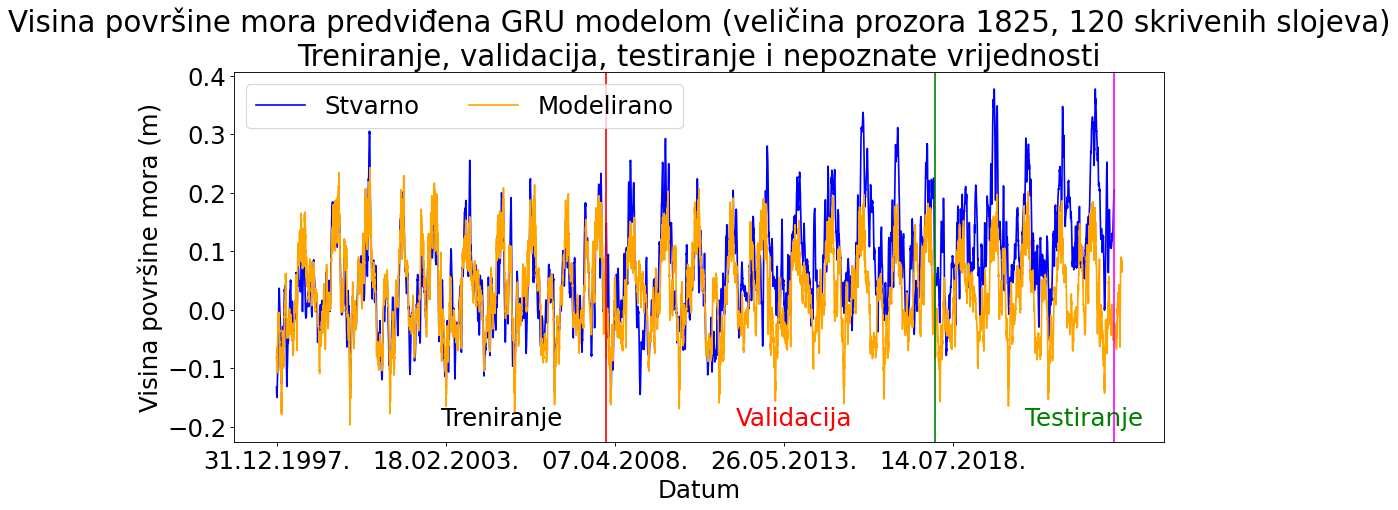 Visina površine mora predviđena GRU modelom (veličina prozora 1825, 120 skrivenih slojeva)
Treniranje, validacija, testiranje i nepoznate vrijednosti
Stvarno
Modelirano
Visina površine mora (m)
0.4
0.3
0.2
0.1
0.0
−0.1
−0.2
Treniranje
Validacija
Testiranje
31.12.1997.
18.02.2003.
07.04.2008.
26.05.2013.
14.07.2018.
Datum